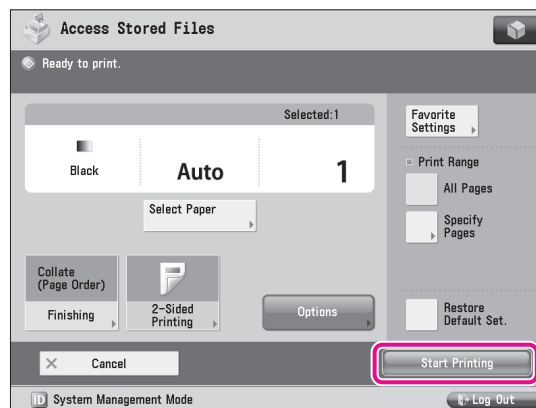 Access Stored Files
Ready to print.
Selected:1
Black
Auto
1
Select Paper
Collate
(Page Order)
Finishing
2-Sided
Printing
Options
Favorite
Settings
Print Range
All Pages
Specify
Pages
Restore
Default Set.
Cancel
Start Printing
ID System Management Mode
Log Out